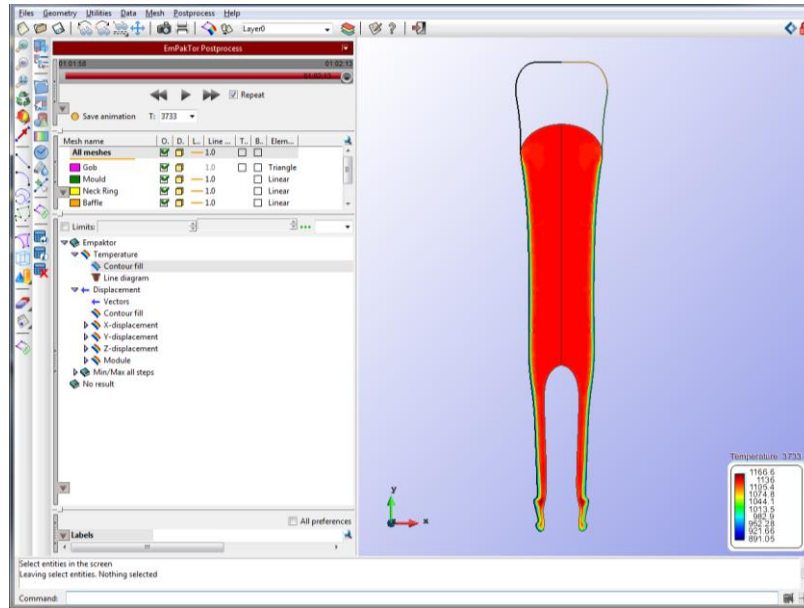 Files Geometry Utilities Data Mesh Postprocess Help
Layer0
EmPakTor Postprocess
01:01:58 01:02:13
01:02:13
Repeat
Save animation T: 3733
Mesh name O. D. L.. Line ... T.. B.. Elem...
All meshes 1.0
Gob 1.0 Triangle
Mould 1.0 Linear
Neck Ring 1.0 Linear
Baffle 1.0 Linear
Limits:
Empaktor
Temperature
Contour fill
Line diagram
Displacement
Vectors
Contour fill
X-displacement
Y-displacement
Z-displacement
Module
Min/Max all steps
No result
y
x
Temperature 3733
1166.6
1136
1105.4
1074.8
1044.1
1013.5
982.9
952.28
921.66
891.05
All preferences
Labels
Select entities in the screen
Leaving select entities. Nothing selected
Command: